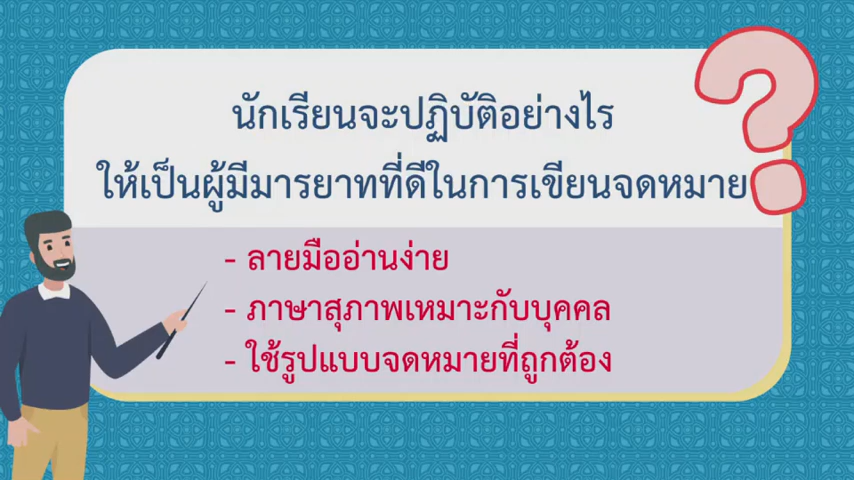 นักเรียนจะปฏิบัติอย่างไร
ให้เป็นผู้มีมารยาทที่ดีในการเขียนจดหมาย
- ลายมืออ่านง่าย
- ภาษาสุภาพเหมาะกับบุคคล
- ใช้รูปแบบจดหมายที่ถูกต้อง